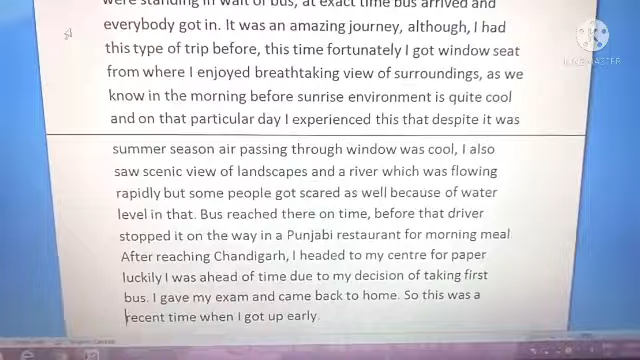 were standing in wait of bus, at exact time bus arrived and
everybody got in. It was an amazing journey, although, I had
this type of trip before, this time fortunately I got window seat
from where I enjoyed breathtaking view of surroundings, as we
know in the morning before sunrise environment is quite cool
and on that particular day I experienced this that despite it was
summer season air passing through window was cool, I also
saw scenic view of landscapes and a river which was flowing
rapidly but some people got scared as well because of water
level in that. Bus reached there on time, before that driver
stopped it on the way in a Punjabi restaurant for morning meal.
After reaching Chandigarh, I headed to my centre for paper
luckily I was ahead of time due to my decision of taking first
bus. I gave my exam and came back to home. So this was a
recent time when I got up early.